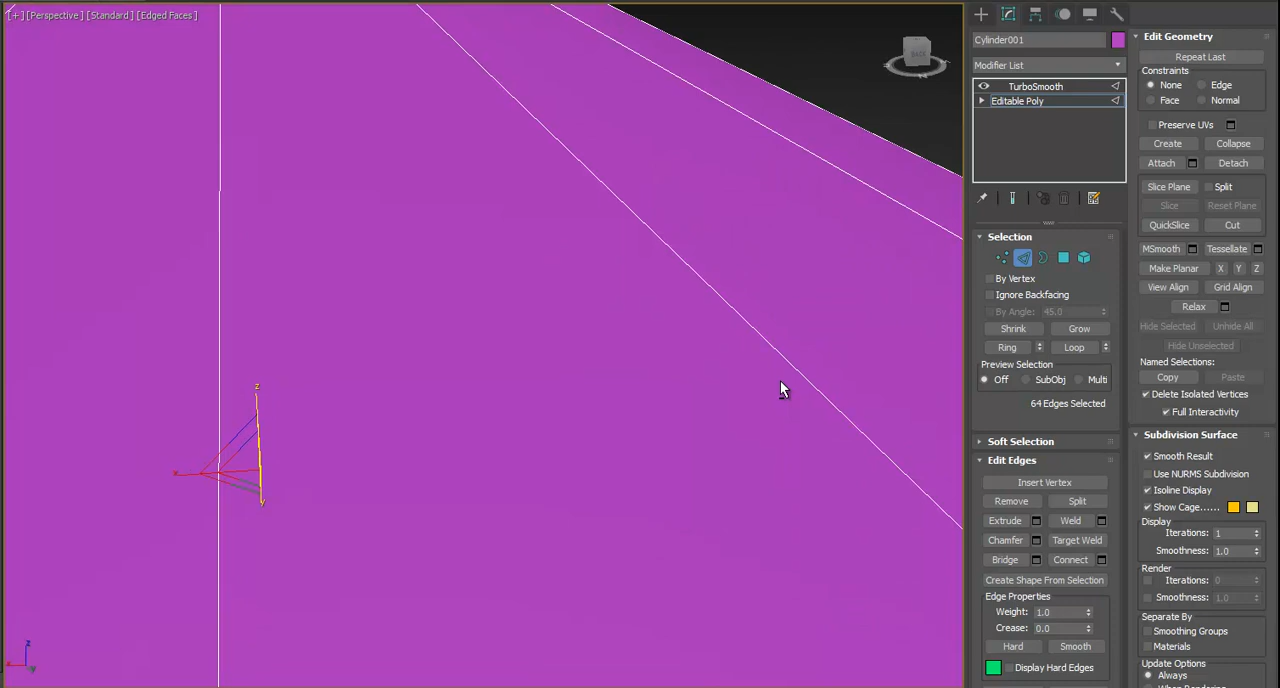 [+] [Perspective] [Standard] [Edged Faces]
z
x
y
z
x
y
BACK
Cylinder001
Modifier List
TurboSmooth
Editable Poly
Selection
By Vertex
Ignore Backfacing
By Angle: 45.0
Shrink Grow
Ring Loop
Preview Selection
Off SubObj Multi
64 Edges Selected
Soft Selection
Edit Edges
Insert Vertex
Remove Split
Extrude Weld
Chamfer Target Weld
Bridge Connect
Create Shape From Selection
Edge Properties
Weight: 1.0
Crease: 0.0
Hard Smooth
Display Hard Edges
Edit Geometry
Repeat Last
Constraints
None Edge
Face Normal
Preserve UVs
Create Collapse
Attach Detach
Slice Plane Split
Slice Reset Plane
QuickSlice Cut
MSmooth Tessellate
Make Planar X Y Z
View Align Grid Align
Relax
Hide Selected Unhide All
Hide Unselected
Named Selections:
Copy Paste
Delete Isolated Vertices
Full Interactivity
Subdivision Surface
Smooth Result
Use NURMS Subdivision
Isoline Display
Show Cage......
Display
Iterations: 1
Smoothness: 1.0
Render
Iterations: 0
Smoothness: 1.0
Separate By
Smoothing Groups
Materials
Update Options
Always
When Rendering